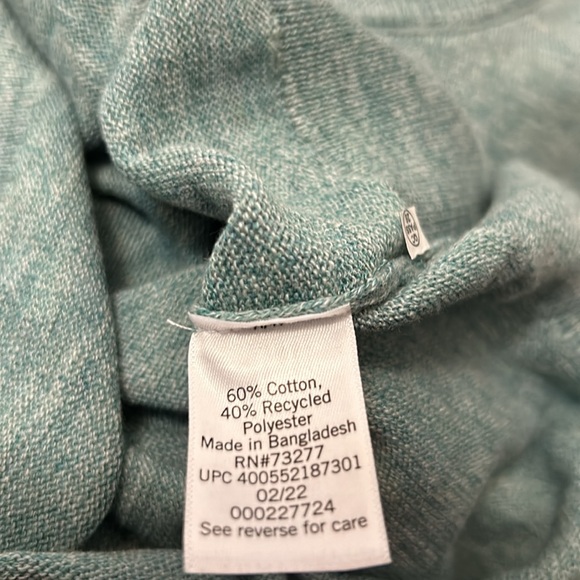 60% Cotton,
40% Recycled
Polyester
Made in Bangladesh
RN#73277
UPC 400552187301
02/22
000227724
See reverse for care